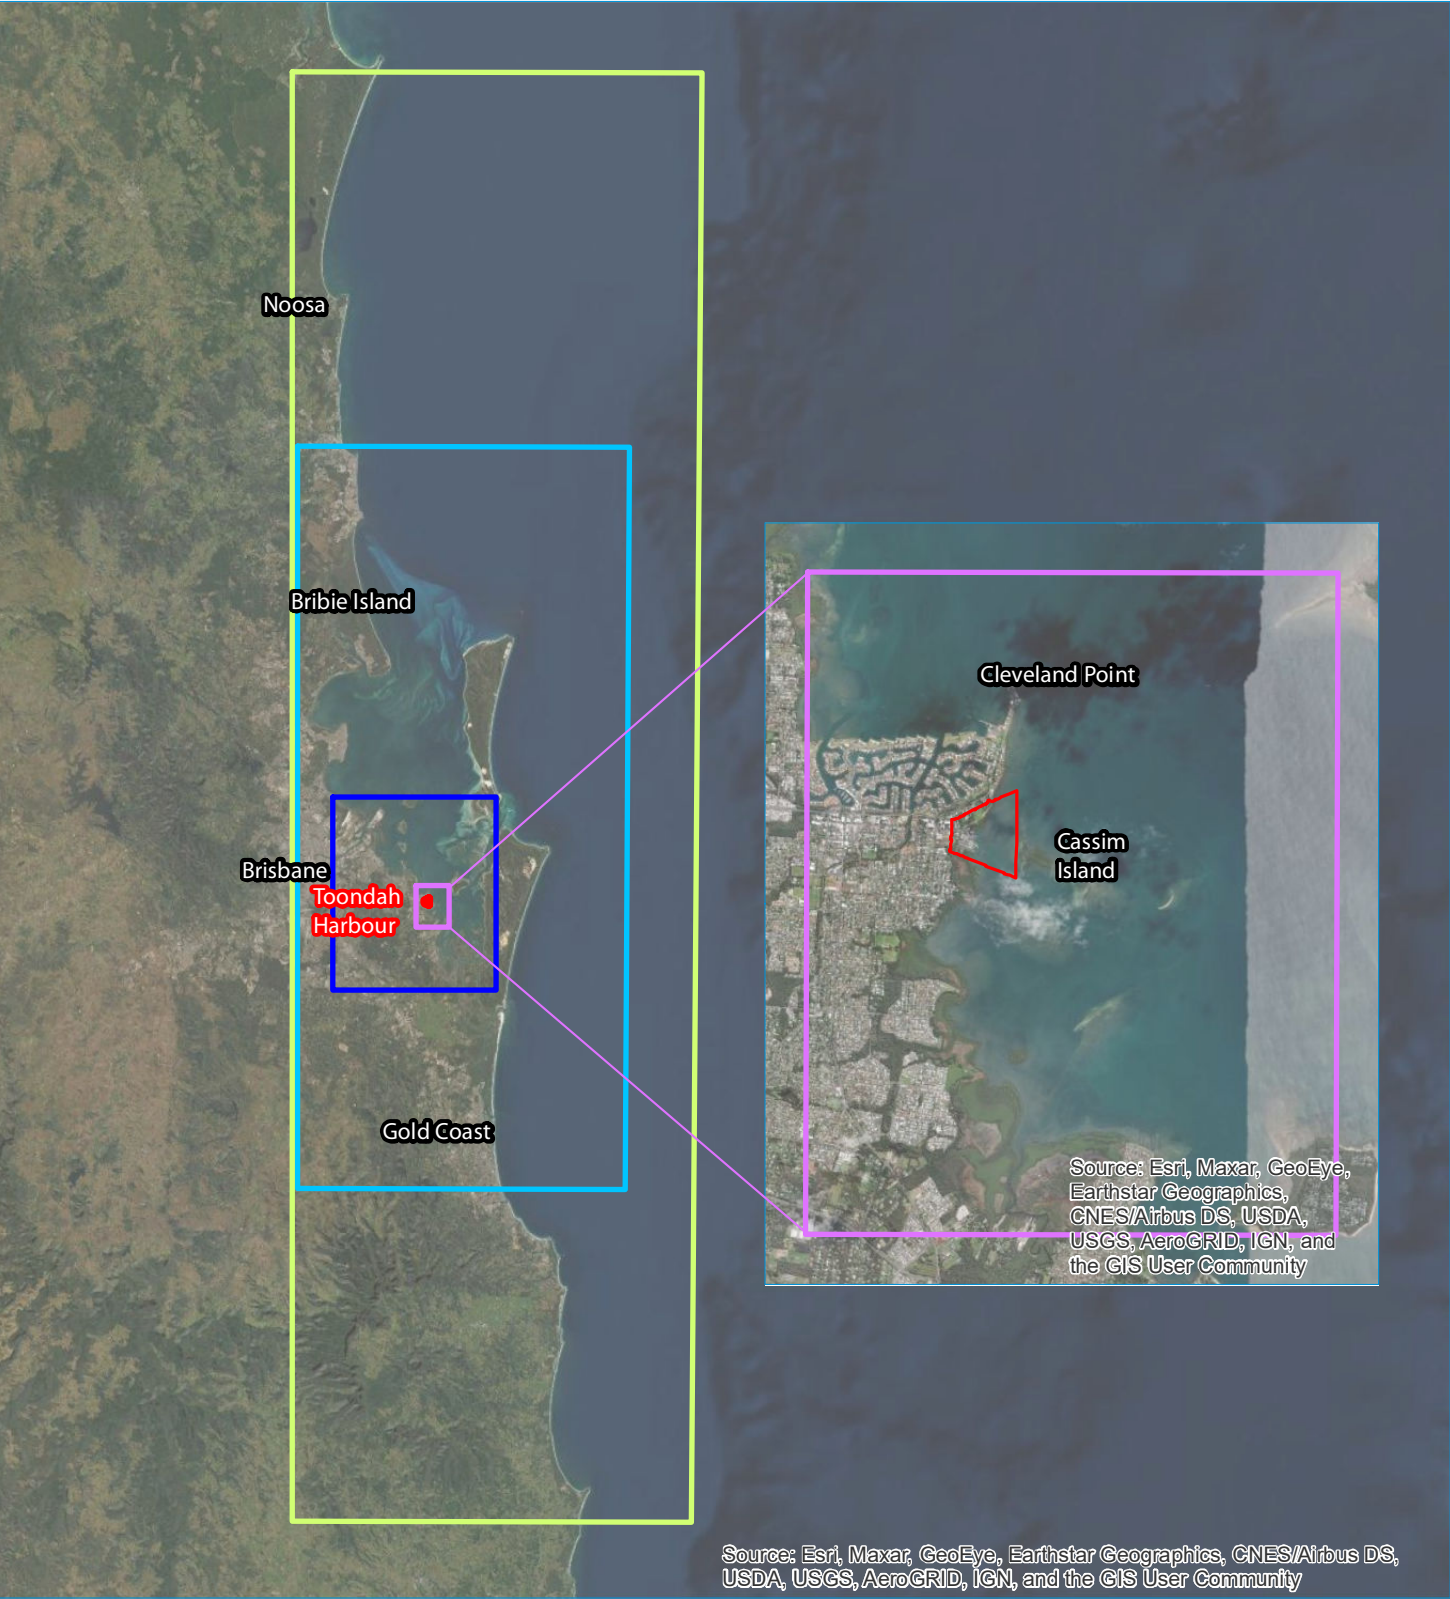 Noosa
Bribie Island
Brisbane
Toondah
Harbour
Gold Coast
Cleveland Point
Cassim
Island
Source: Esri, Maxar, GeoEye,
Earthstar Geographics,
CNES/Airbus DS, USDA,
USGS, AeroGRID, IGN, and
the GIS User Community
Source: Esri, Maxar, GeoEye, Earthstar Geographics, CNES/Airbus DS,
USDA, USGS, AeroGRID, IGN, and the GIS User Community